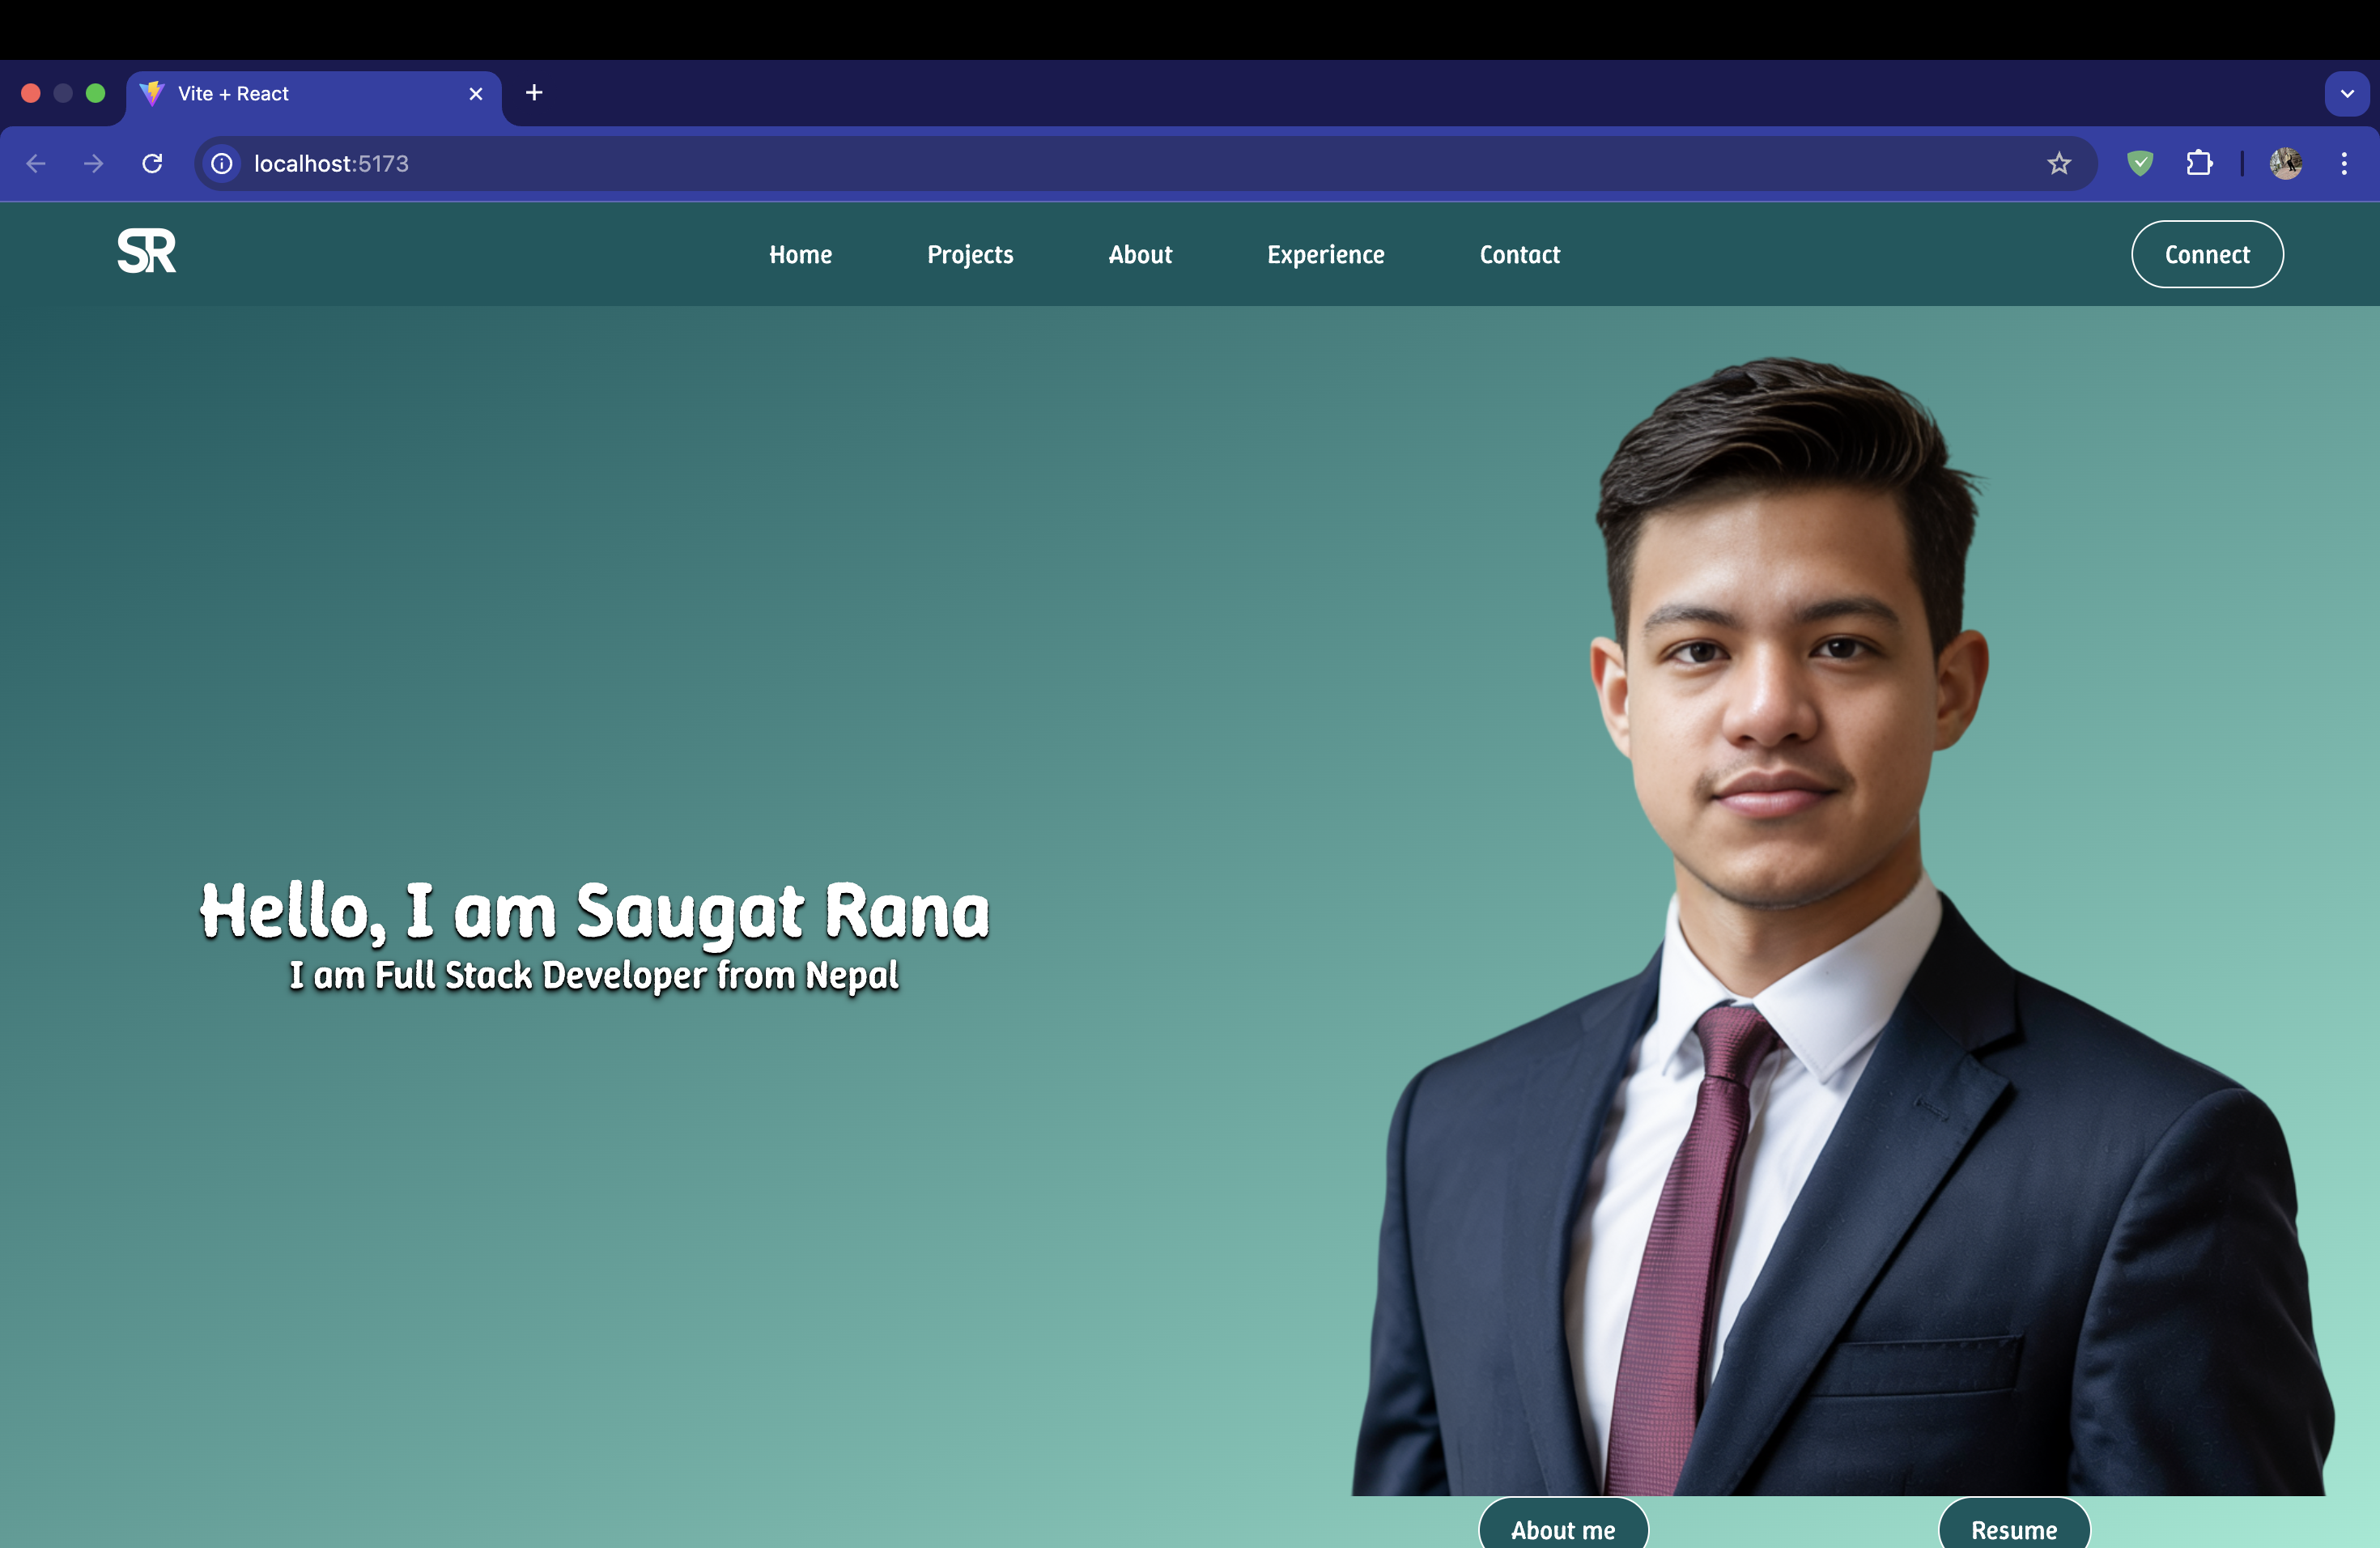 Vite + React
localhost:5173
SR
Home Projects About Experience Contact Connect
Hello, I am Saugat Rana
I am Full Stack Developer from Nepal
About me Resume